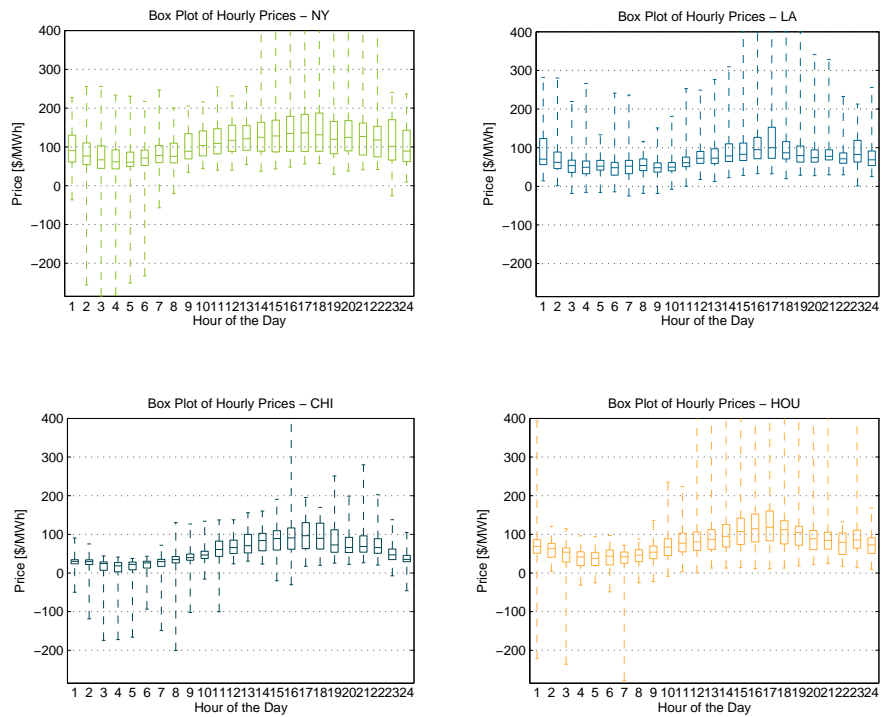 Box Plot of Hourly Prices − NY
400
300
200
100
0
−100
−200
Price [$/MWh]
1 2 3 4 5 6 7 8 9 101112131415161718192021222324
Hour of the Day
Box Plot of Hourly Prices − LA
400
300
200
100
0
−100
−200
Price [$/MWh]
1 2 3 4 5 6 7 8 9 101112131415161718192021222324
Hour of the Day
Box Plot of Hourly Prices − CHI
400
300
200
100
0
−100
−200
Price [$/MWh]
1 2 3 4 5 6 7 8 9 101112131415161718192021222324
Hour of the Day
Box Plot of Hourly Prices − HOU
400
300
200
100
0
−100
−200
Price [$/MWh]
1 2 3 4 5 6 7 8 9 101112131415161718192021222324
Hour of the Day